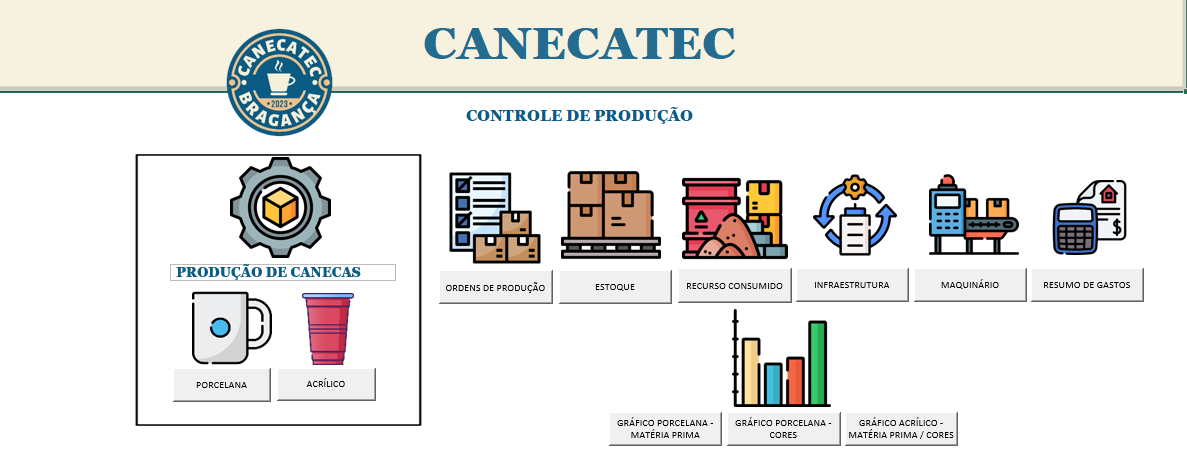 CANECATEC
CANECATEC
2023
BRAGANÇA
CONTROLE DE PRODUÇÃO
PRODUÇÃO DE CANECAS
PORCELANA
ACRÍLICO
ORDENS DE PRODUÇÃO
ESTOQUE
RECURSO CONSUMIDO
INFRAESTRUTURA
MAQUINÁRIO
$
RESUMO DE GASTOS
GRÁFICO PORCELANA -
MATÉRIA PRIMA
GRÁFICO PORCELANA -
CORES
GRÁFICO ACRÍLICO -
MATÉRIA PRIMA / CORES